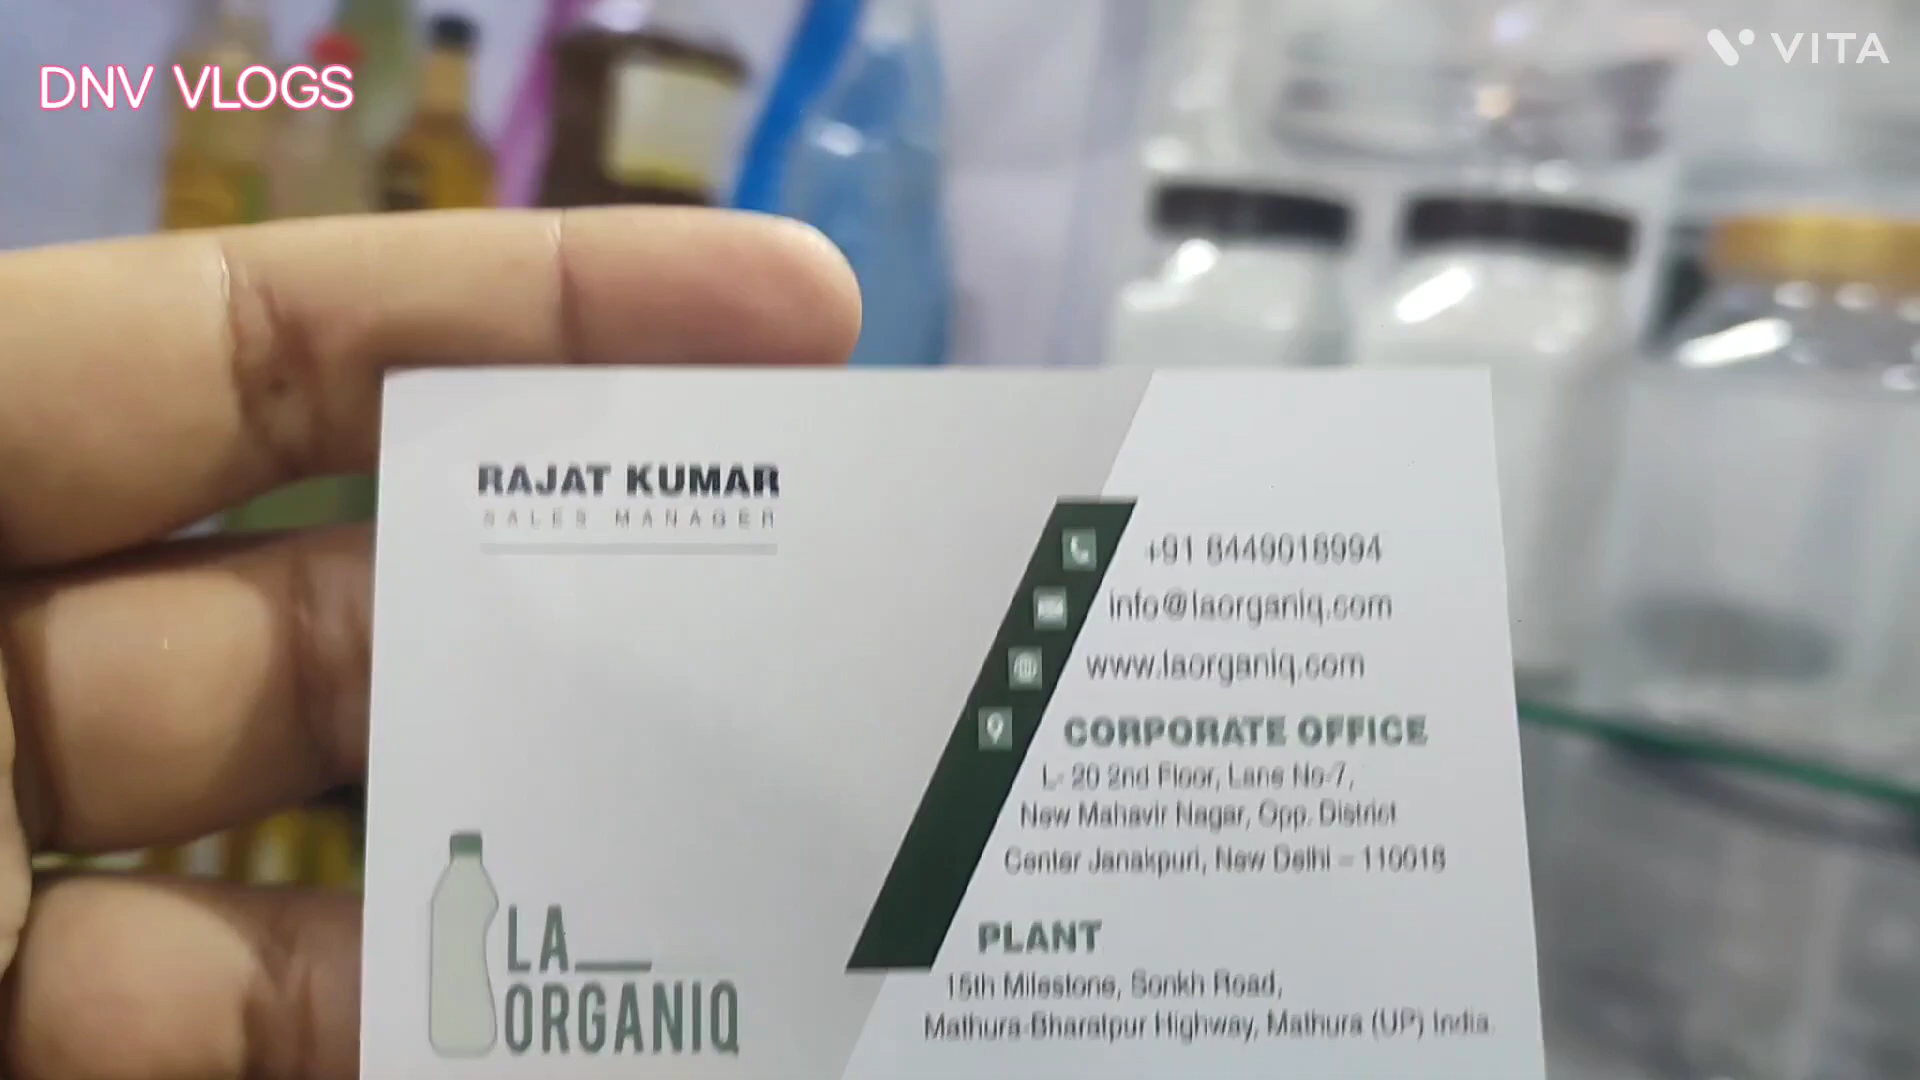 DNV VLOGS
VITA
RAJAT KUMAR
SALES MANAGER
+91 8449018994
info@laorganiq.com
www.laorganiq.com
CORPORATE OFFICE
L- 20 2nd Floor, Lane No-7,
New Mahavir Nagar, Opp. District
Center Janakpuri, New Delhi - 110018
PLANT
15th Milestone, Sonkh Road,
Mathura-Bharatpur Highway, Mathura (UP) India.
LA
ORGANIQ